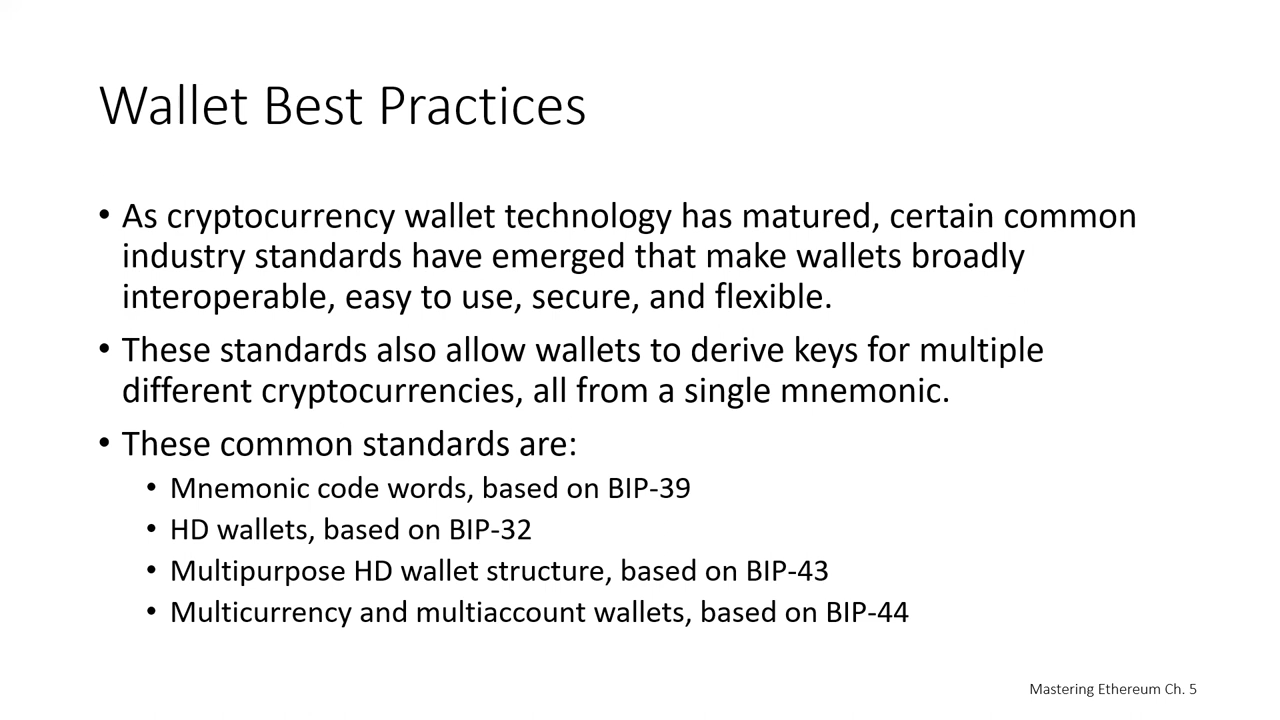 Wallet Best Practices
• As cryptocurrency wallet technology has matured, certain common
industry standards have emerged that make wallets broadly
interoperable, easy to use, secure, and flexible.
• These standards also allow wallets to derive keys for multiple
different cryptocurrencies, all from a single mnemonic.
• These common standards are:
• Mnemonic code words, based on BIP-39
• HD wallets, based on BIP-32
• Multipurpose HD wallet structure, based on BIP-43
• Multicurrency and multiaccount wallets, based on BIP-44
Mastering Ethereum Ch. 5